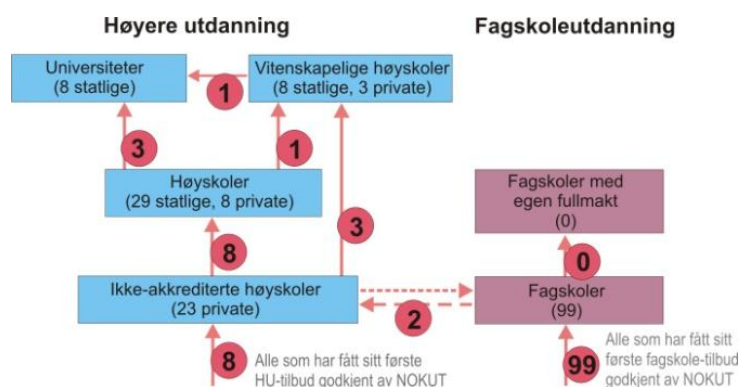 Høyere utdanning
Fagskoleutdanning
Universiteter
(8 statlige)
1
Vitenskapelige høyskoler
(8 statlige, 3 private)
3
1
Høyskoler
(29 statlige, 8 private)
Fagskoler med
egen fullmakt
(0)
8
3
0
Ikke-akkrediterte høyskoler
(23 private)
2
Fagskoler
(99)
8
Alle som har fått sitt første
HU-tilbud godkjent av NOKUT
99
Alle som har fått sitt
første fagskole-tilbud
godkjent av NOKUT